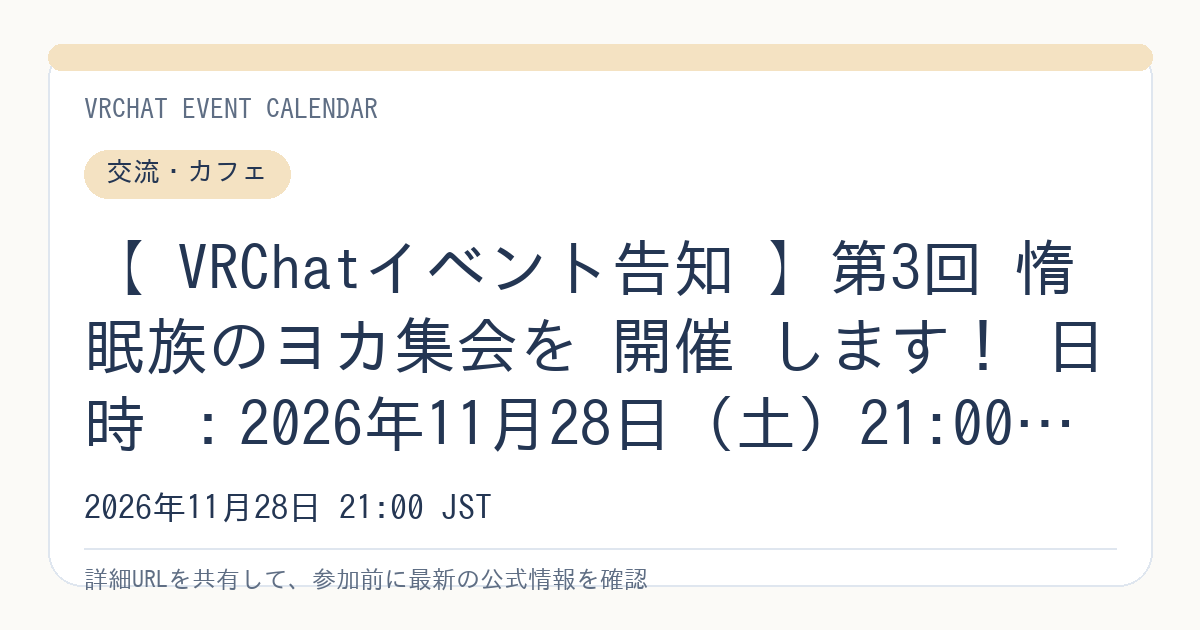 VRCHAT EVENT CALENDAR
交流・カフェ
【 VRChatイベント告知 】第3回 惰
眠族のヨカ集会を 開催 します! 日
時 :2026年11月28日(土)21:00…
2026年11月28日 21:00 JST
詳細URLを共有して、参加前に最新の公式情報を確認